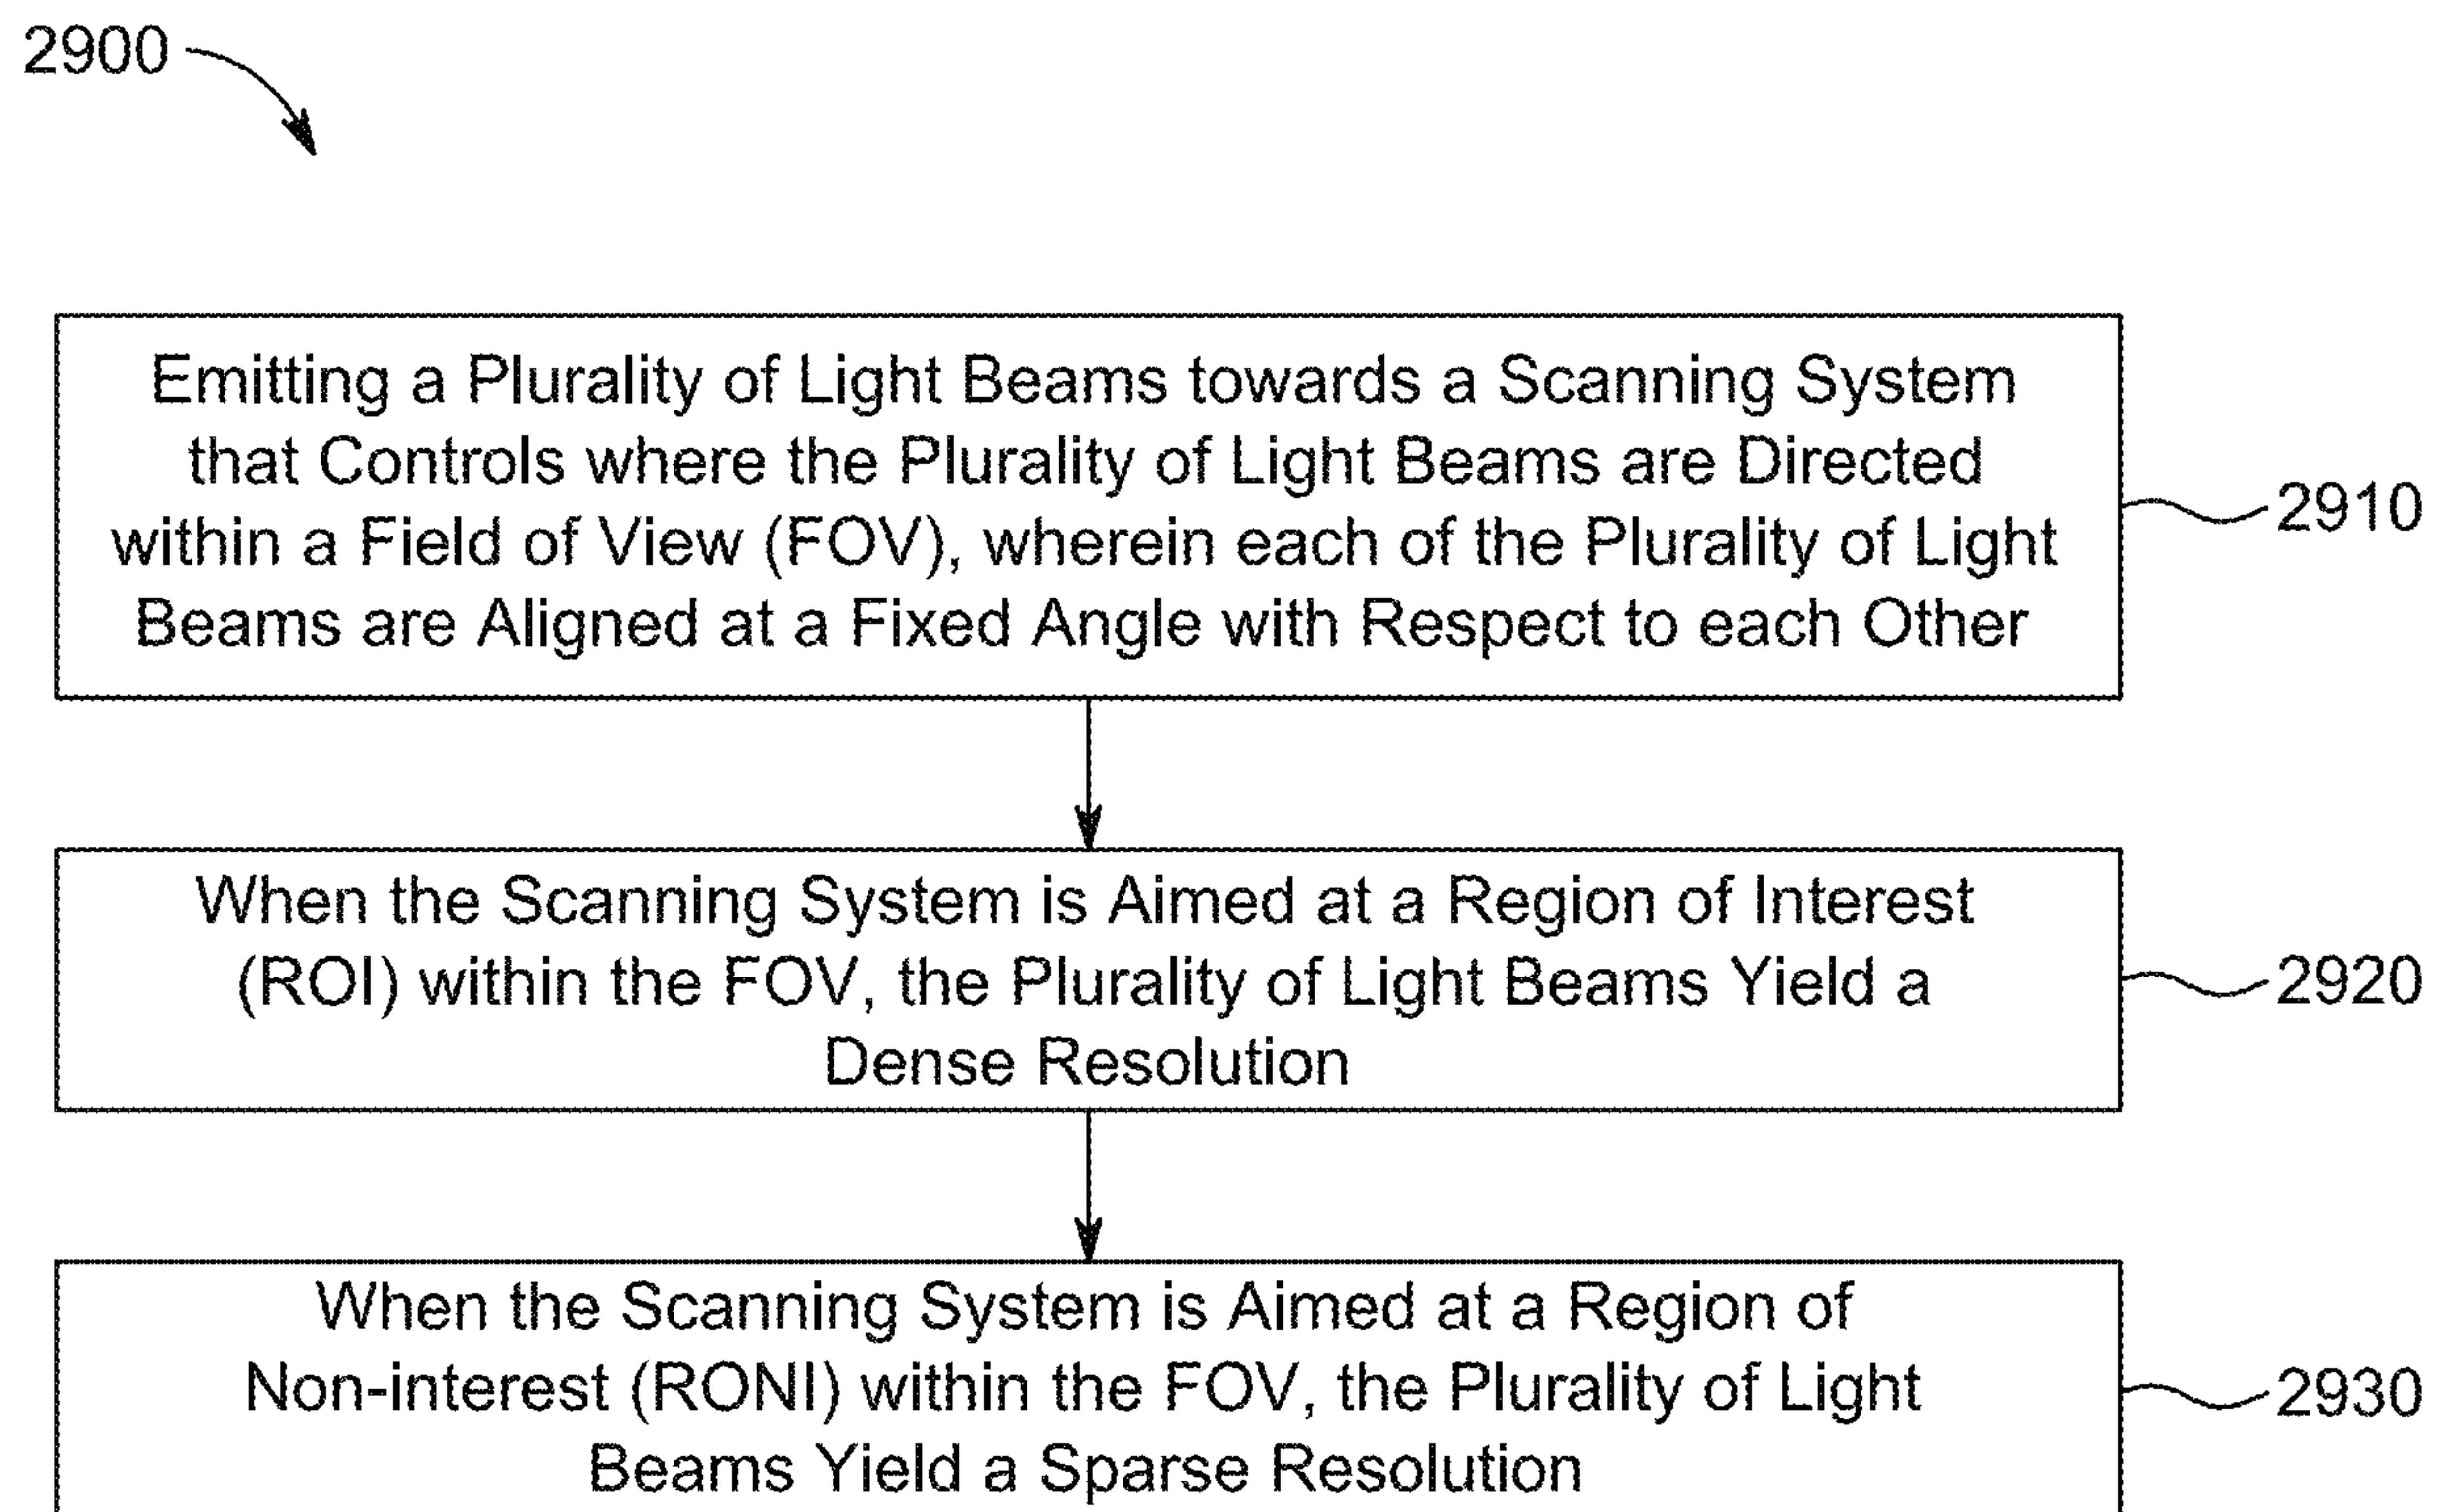 2900
Emitting a Plurality of Light Beams towards a Scanning System
that Controls where the Plurality of Light Beams are Directed
within a Field of View (FOV), wherein each of the Plurality of Light
Beams are Aligned at a Fixed Angle with Respect to each Other
2910
When the Scanning System is Aimed at a Region of Interest
(ROI) within the FOV, the Plurality of Light Beams Yield a
Dense Resolution
2920
When the Scanning System is Aimed at a Region of
Non-interest (RONI) within the FOV, the Plurality of Light
Beams Yield a Sparse Resolution
2930